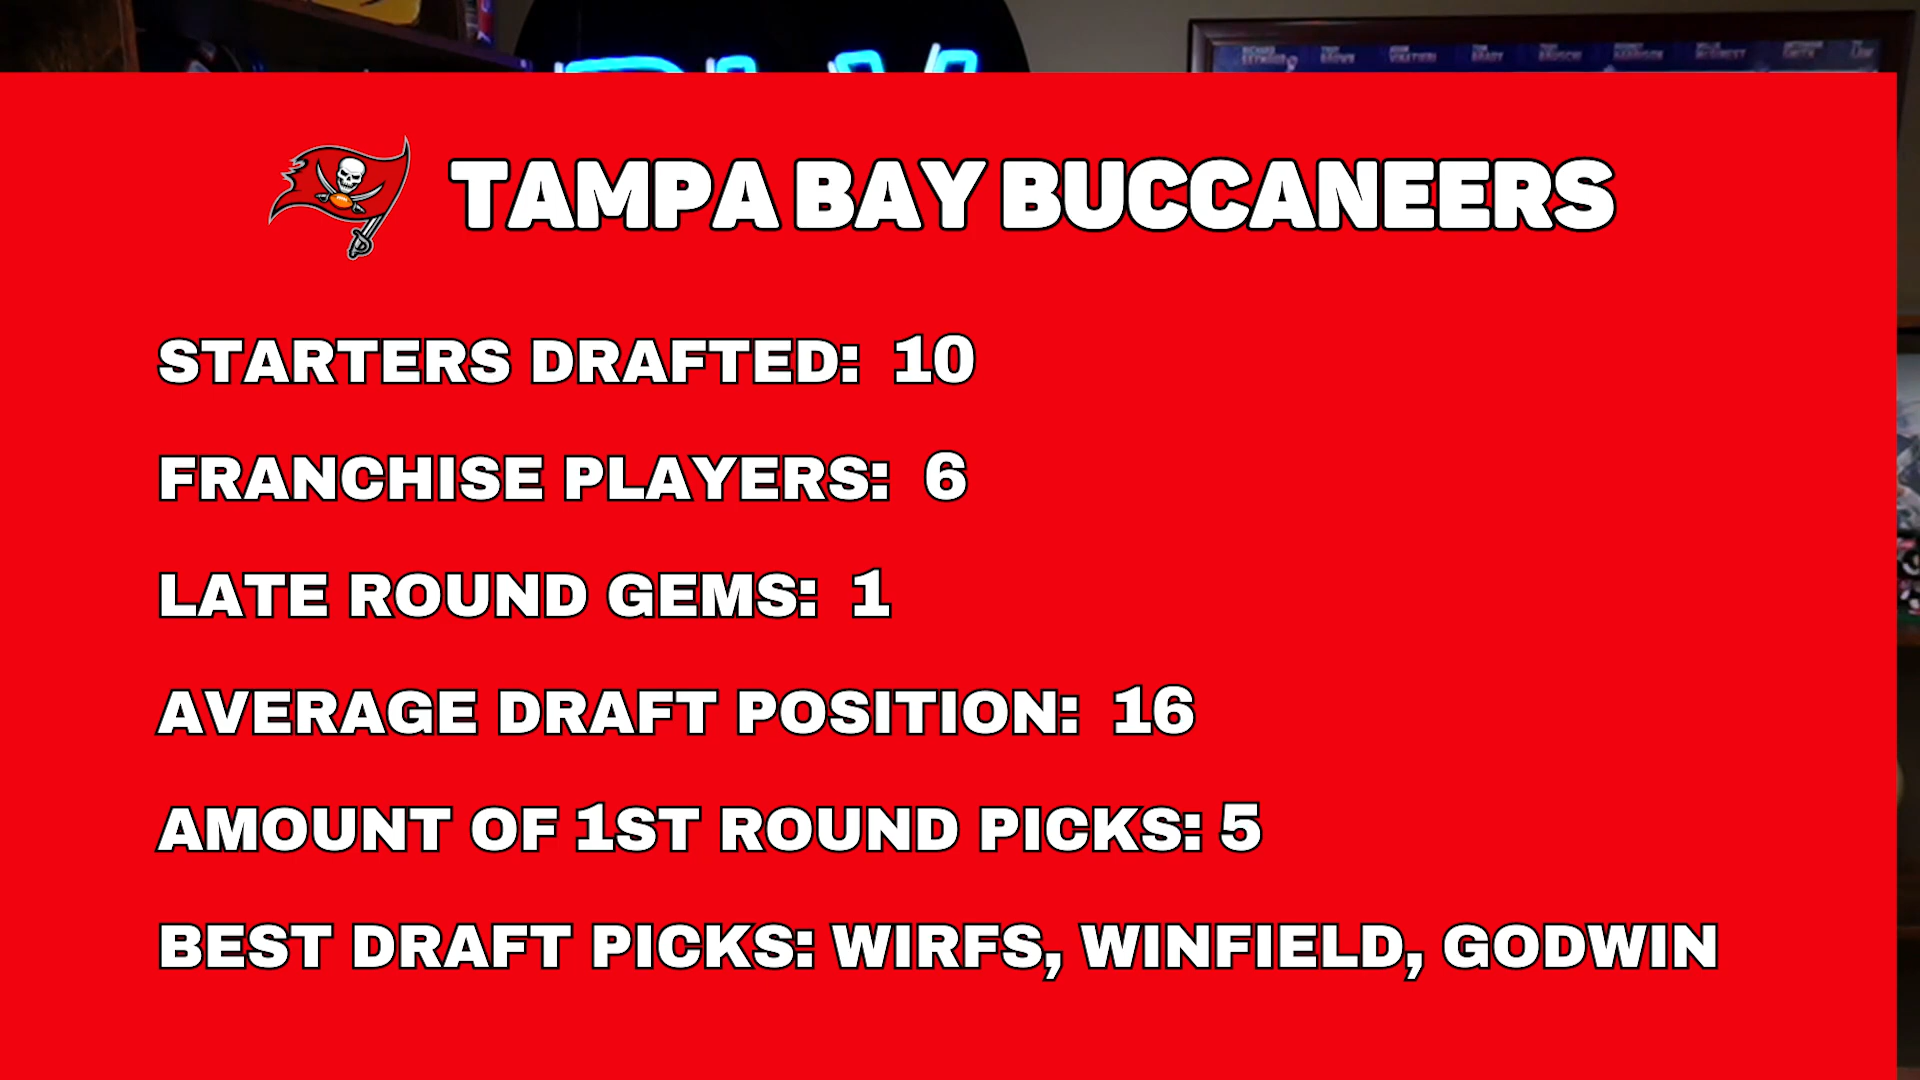 TAMPA BAY BUCCANEERS
STARTERS DRAFTED: 10
FRANCHISE PLAYERS: 6
LATE ROUND GEMS: 1
AVERAGE DRAFT POSITION: 16
AMOUNT OF 1ST ROUND PICKS: 5
BEST DRAFT PICKS: WIRFS, WINFIELD, GODWIN